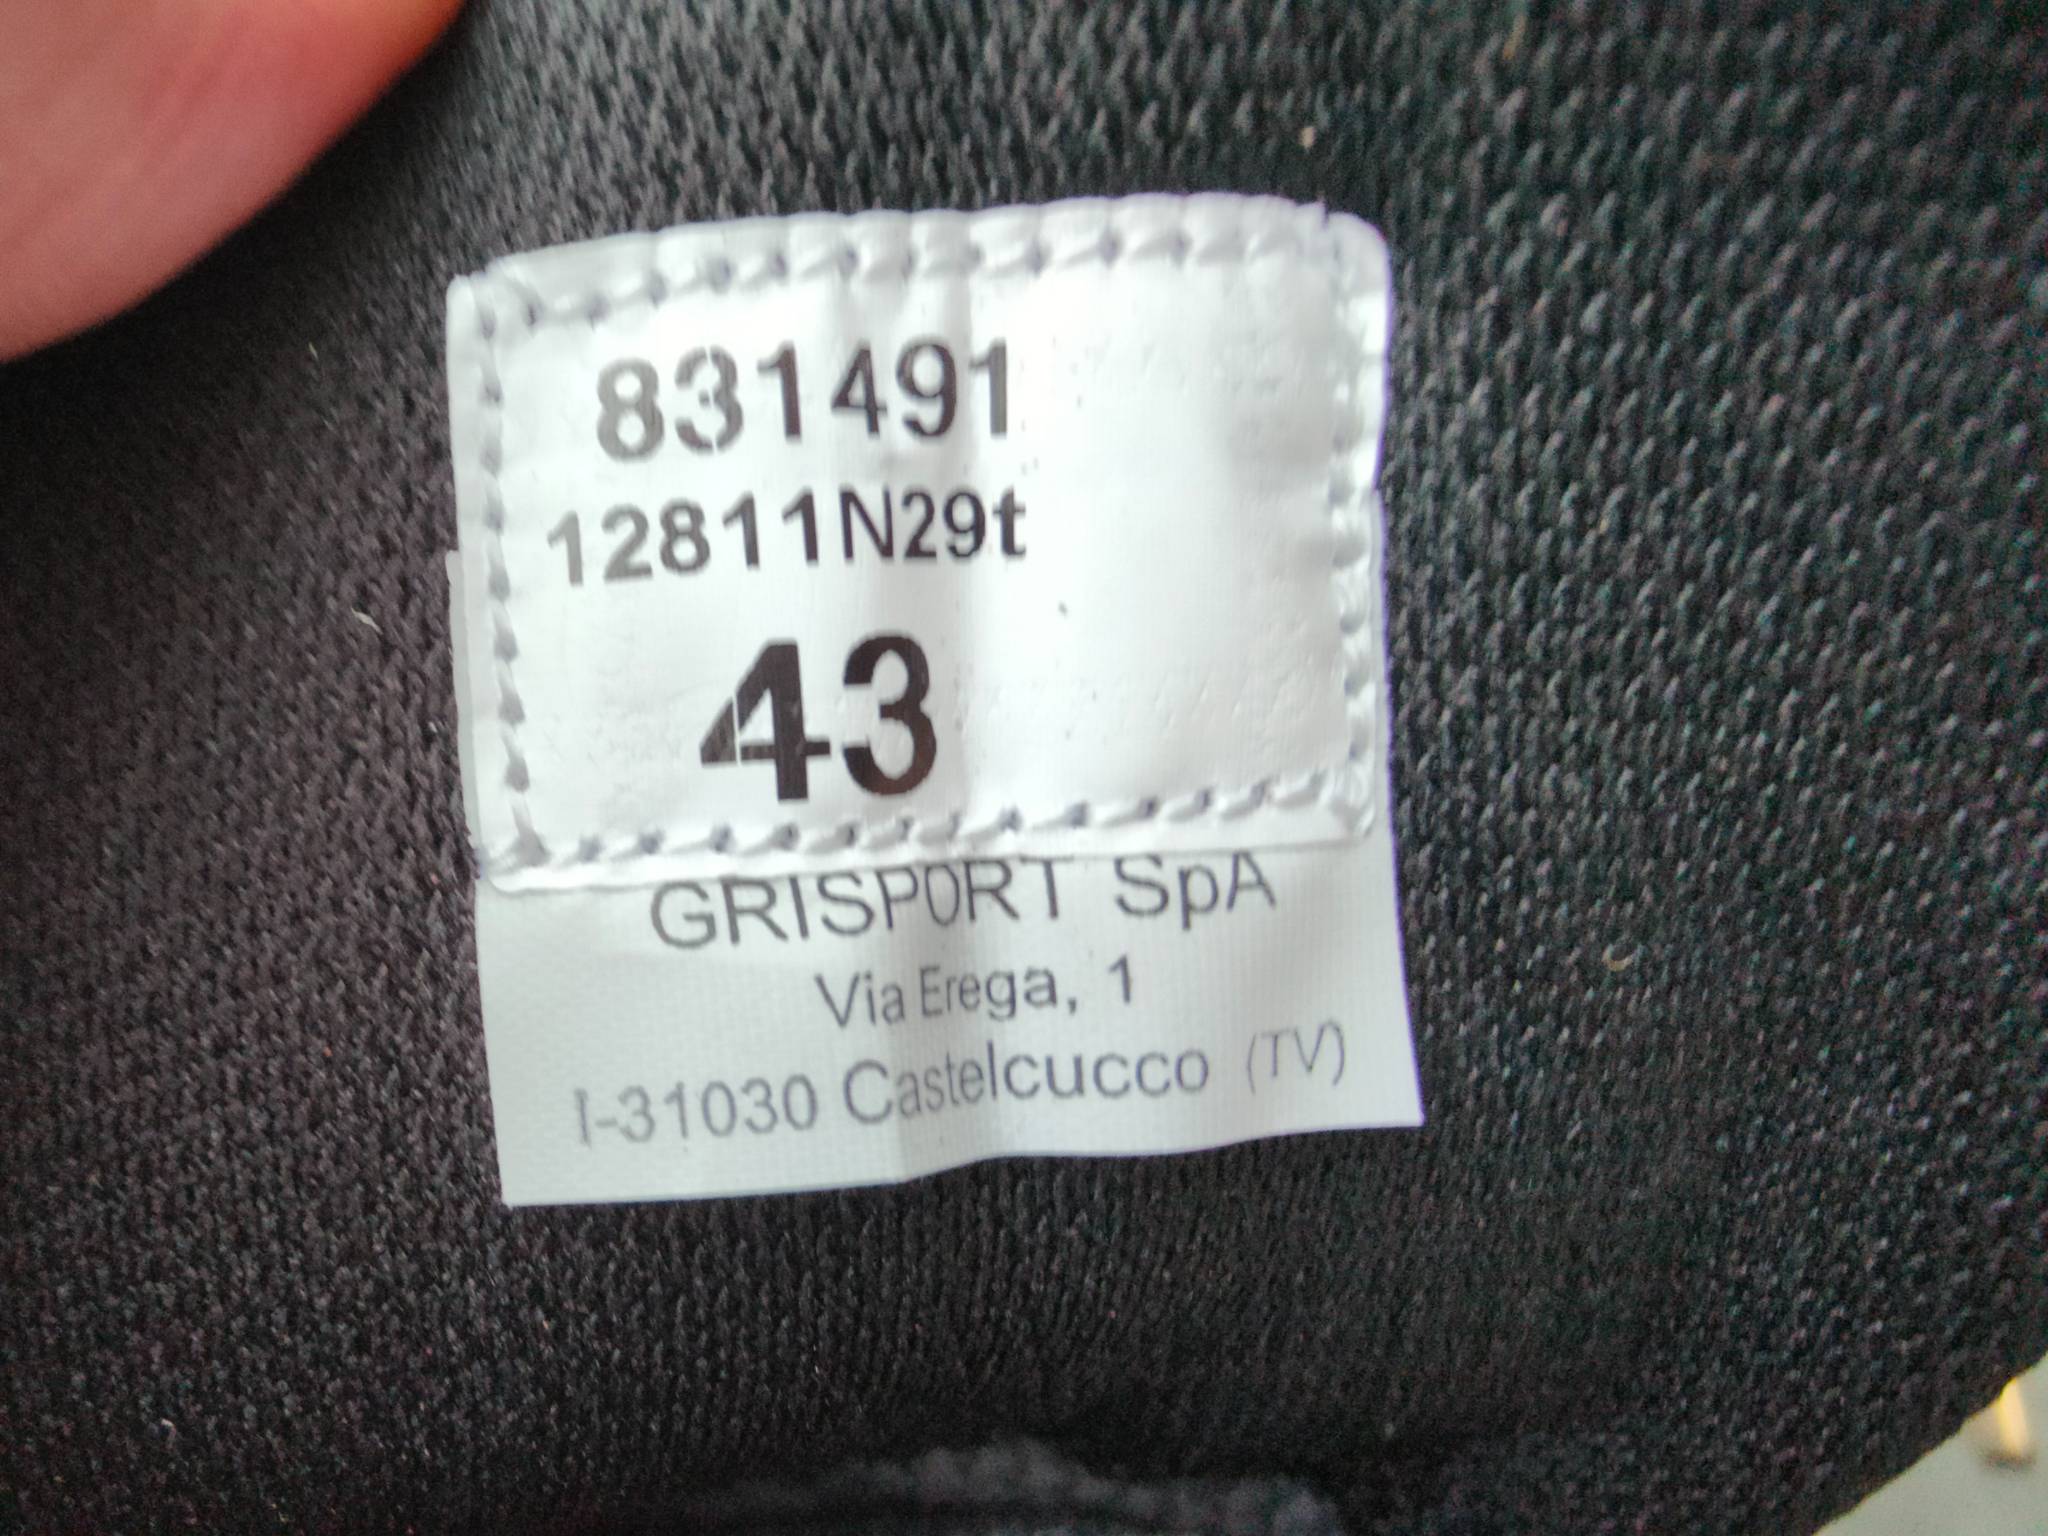 831491
12811N29t
43
GRISPORT SpA
Via Erega, 1
I-31030 Castelcucco (TV)